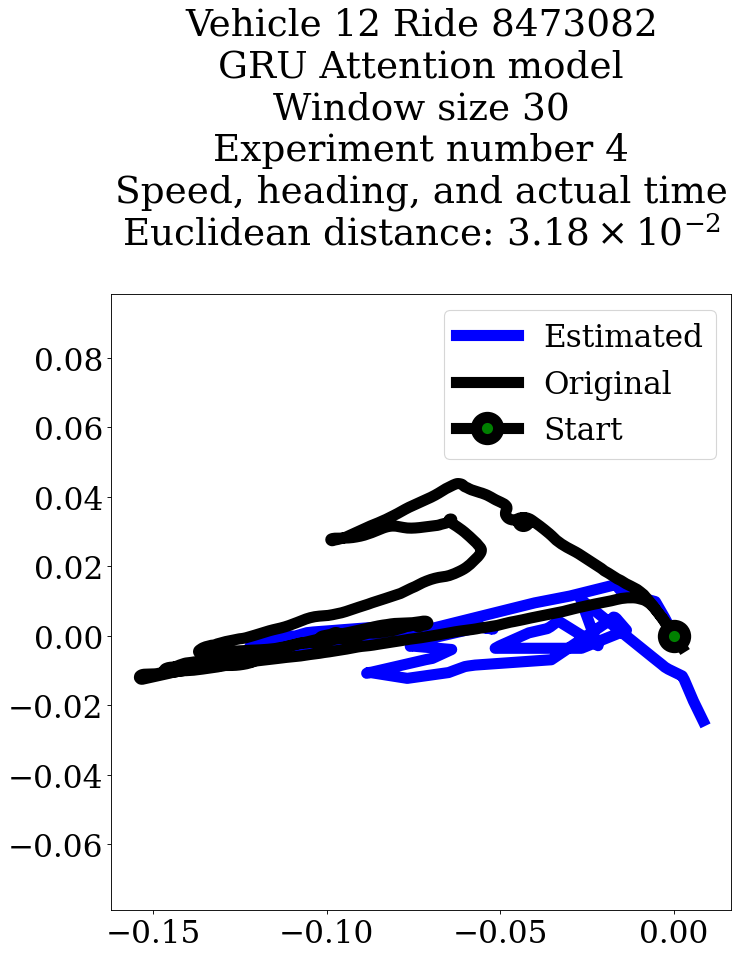 Vehicle 12 Ride 8473082
GRU Attention model
Window size 30
Experiment number 4
Speed, heading, and actual time
Euclidean distance: 3.18 × 10⁻²
Estimated
Original
Start
0.08
0.06
0.04
0.02
0.00
−0.02
−0.04
−0.06
−0.15
−0.10
−0.05
0.00